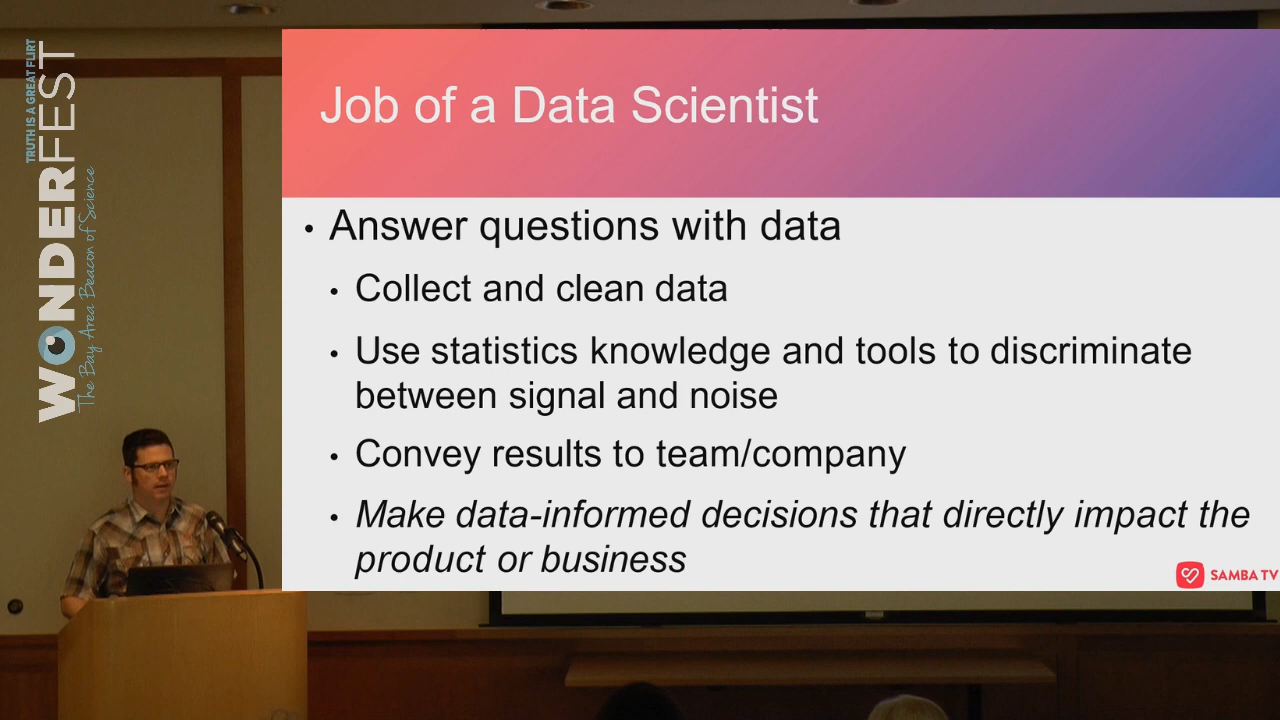 TRUTH IS A GREAT FLIRT
WONDERFEST
The Bay Area Beacon of Science
Job of a Data Scientist
• Answer questions with data
• Collect and clean data
• Use statistics knowledge and tools to discriminate
between signal and noise
• Convey results to team/company
• Make data-informed decisions that directly impact the
product or business
SAMBA TV